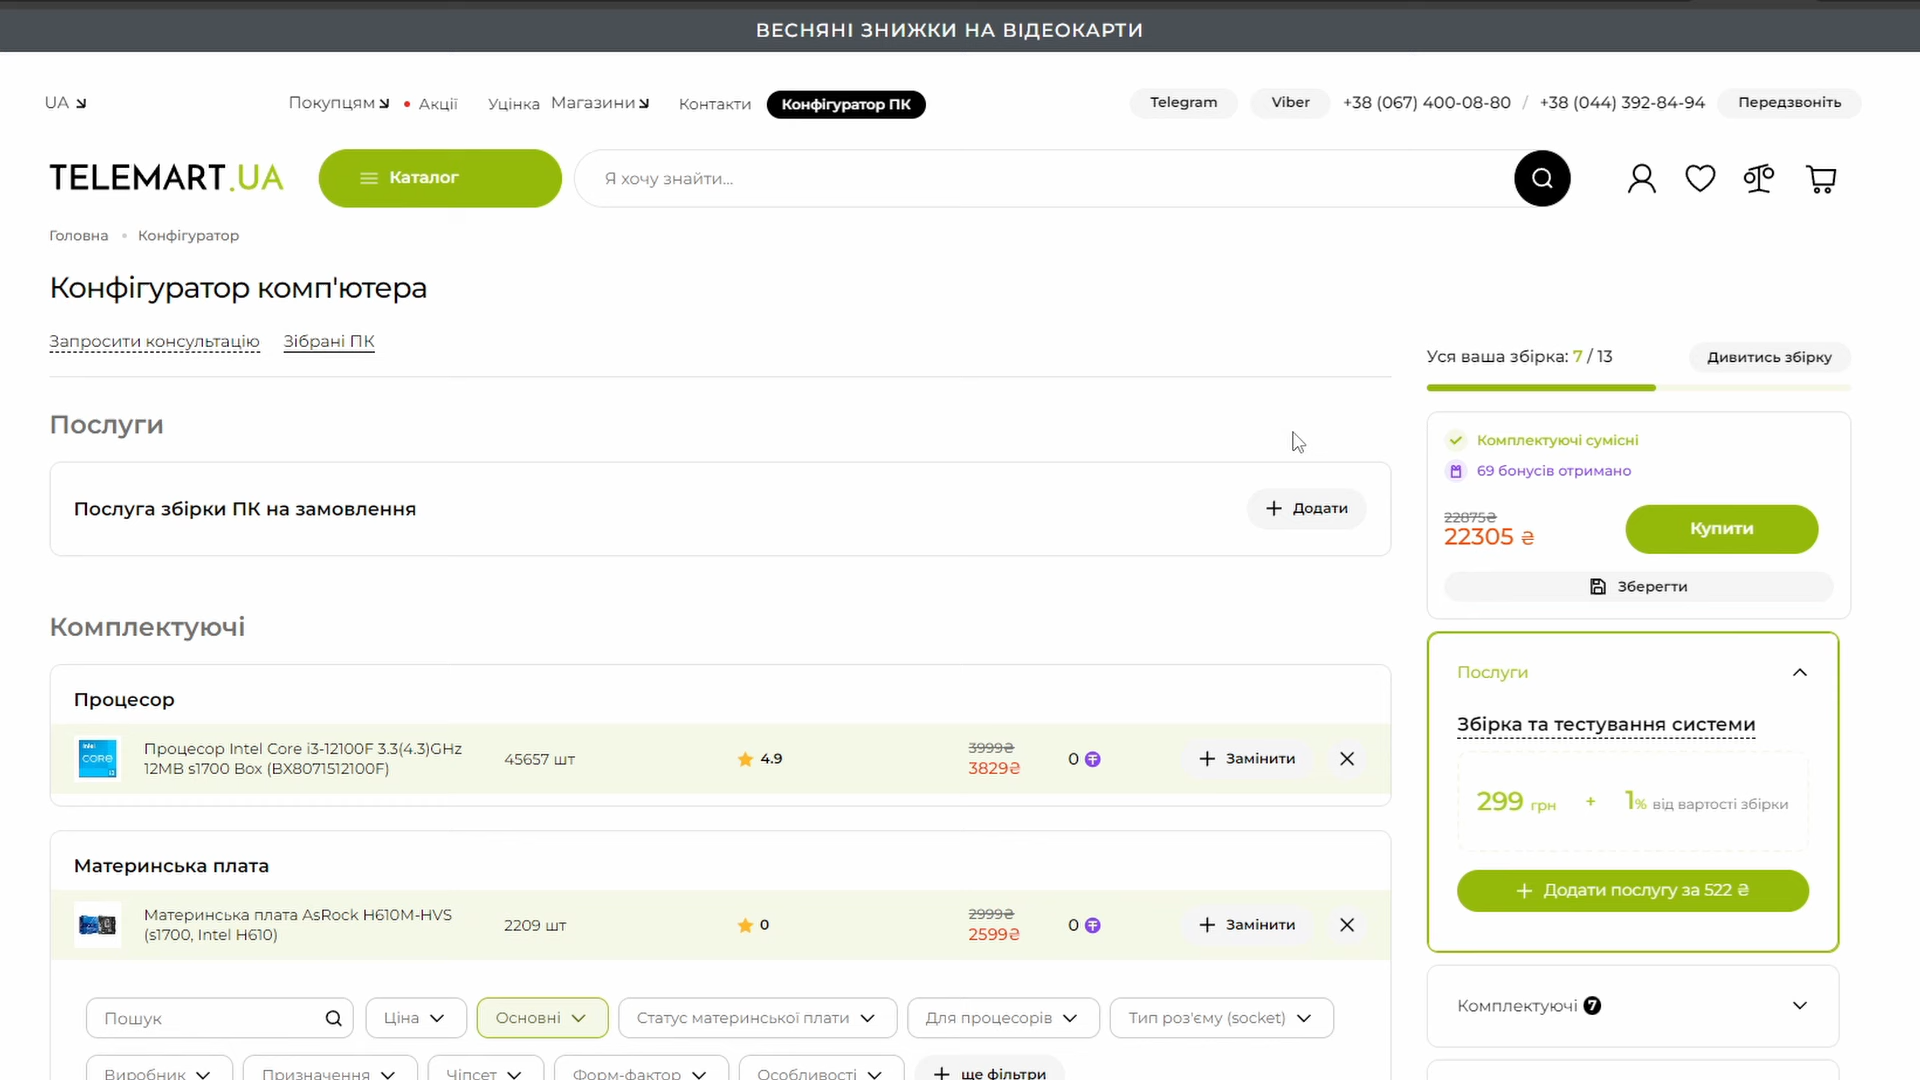 ВЕСНЯНІ ЗНИЖКИ НА ВІДЕОКАРТИ
UA Покупцям Акції Уцінка Магазини Контакти Конфігуратор ПК Telegram Viber +38 (067) 400-08-80 / +38 (044) 392-84-94 Передзвоніть
TELEMART.UA Каталог Я хочу знайти...
Головна • Конфігуратор
Конфігуратор комп'ютера
Запросити консультацію Зібрані ПК
Уся ваша збірка: 7 / 13 Дивитись збірку
Послуги
Послуга збірки ПК на замовлення + Додати
Комплектуючі сумісні
69 бонусів отримано
22875₴
22305 ₴ Купити
Зберегти
Комплектуючі
Процесор
Процесор Intel Core i3-12100F 3.3(4.3)GHz
12MB s1700 Box (BX8071512100F)
45657 шт 4.9
3999₴
3829₴
0 + Замінити
intel
CORE
i3
Материнська плата
Материнська плата AsRock H610M-HVS
(s1700, Intel H610)
2209 шт 0
2999₴
2599₴
0 + Замінити
Пошук Ціна Основні Статус материнської плати Для процесорів Тип роз'єму (socket)
Виробник Призначення Чіпсет Форм-фактор Особливості + ще фільтри
Послуги
Збірка та тестування системи
299 грн + 1% від вартості збірки
+ Додати послугу за 522 ₴
Комплектуючі 7